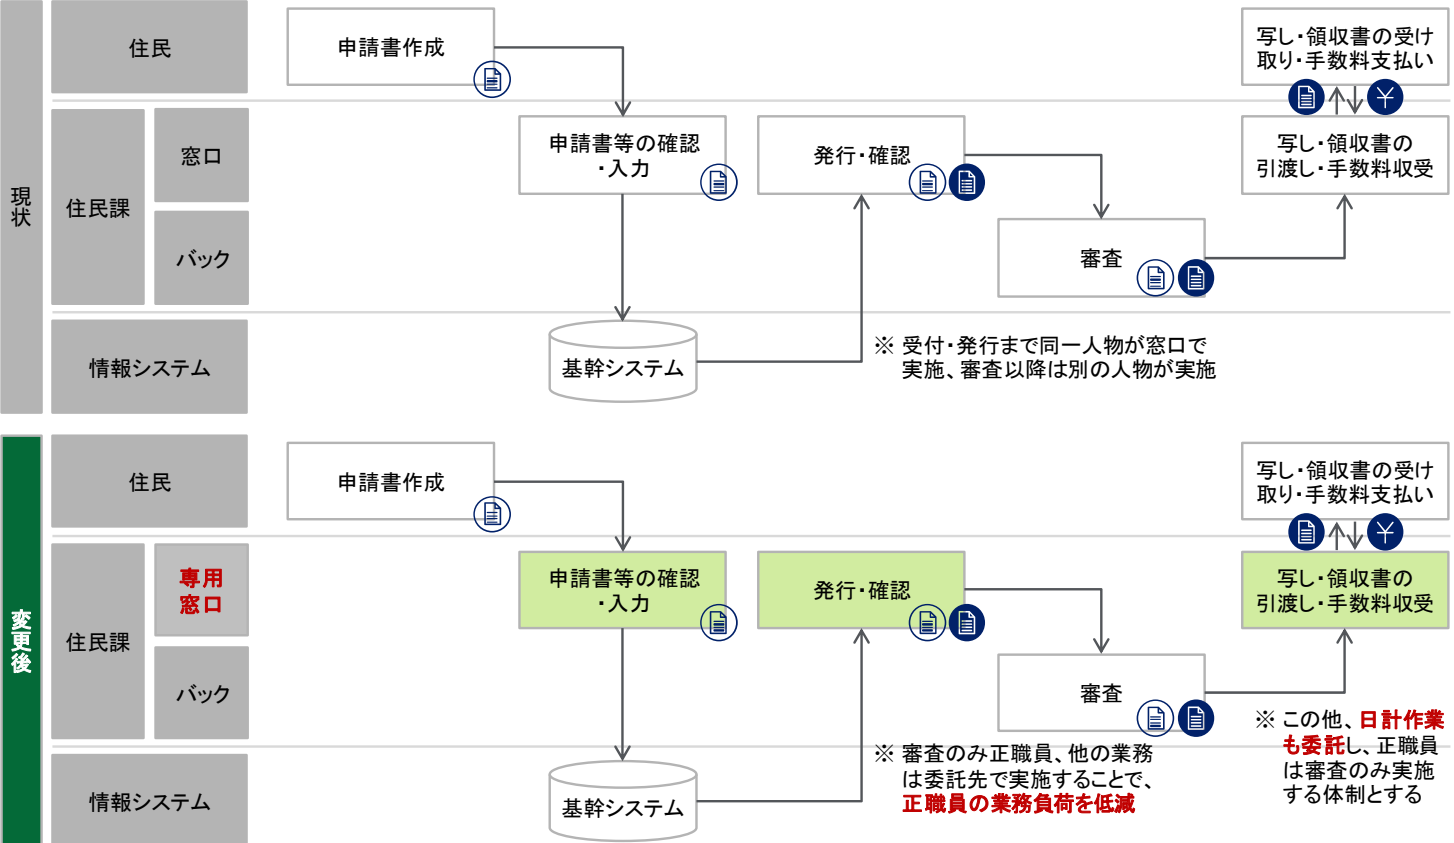 現状
住民
申請書作成
写し・領収書の受け
取り・手数料支払い
住民課
窓口
申請書等の確認
・入力
発行・確認
写し・領収書の
引渡し・手数料収受
バック
審査
情報システム
基幹システム
※ 受付・発行まで同一人物が窓口で
実施、審査以降は別の人物が実施
変更後
住民
申請書作成
写し・領収書の受け
取り・手数料支払い
住民課
専用
窓口
申請書等の確認
・入力
発行・確認
写し・領収書の
引渡し・手数料収受
バック
審査
情報システム
基幹システム
※ 審査のみ正職員、他の業務
は委託先で実施することで、
正職員の業務負荷を低減
※ この他、日計作業
も委託し、正職員
は審査のみ実施
する体制とする